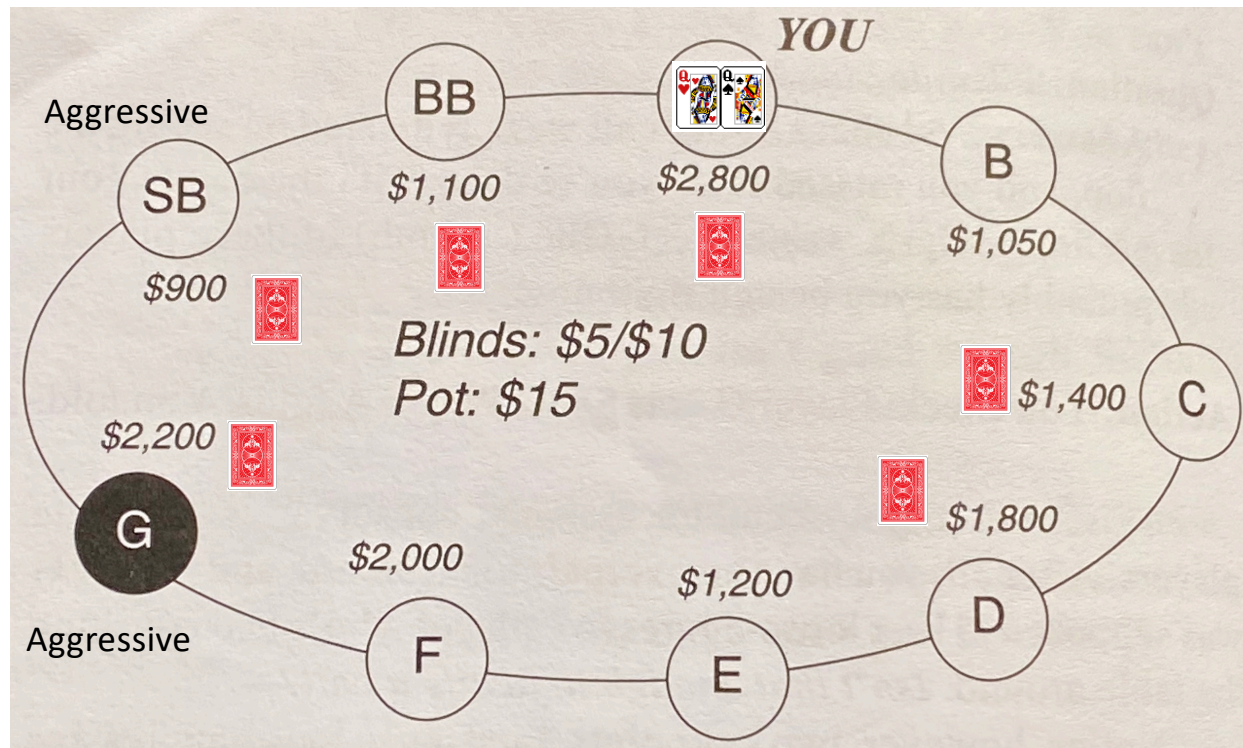 YOU
Aggressive
BB
B
SB
$1,100
$2,800
$1,050
$900
Blinds: $5/$10
Pot: $15
$1,400
C
$2,200
$1,800
G
$2,000
$1,200
D
Aggressive
F
E
Q
Q